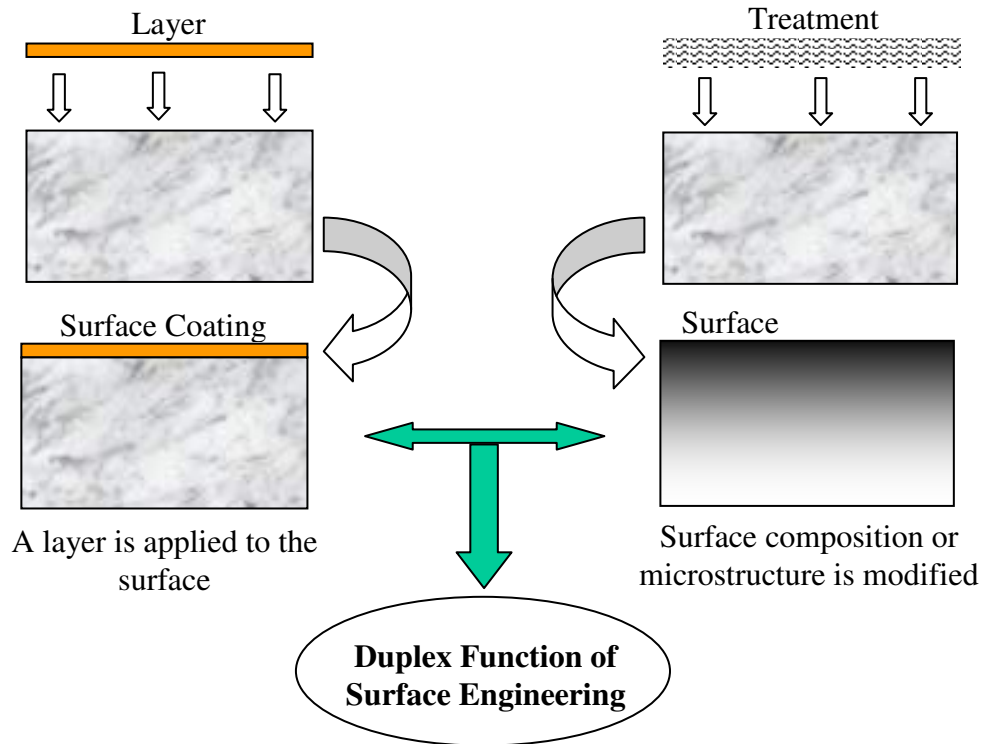 Layer
Treatment
Surface Coating
Surface
A layer is applied to the
surface
Surface composition or
microstructure is modified
Duplex Function of
Surface Engineering